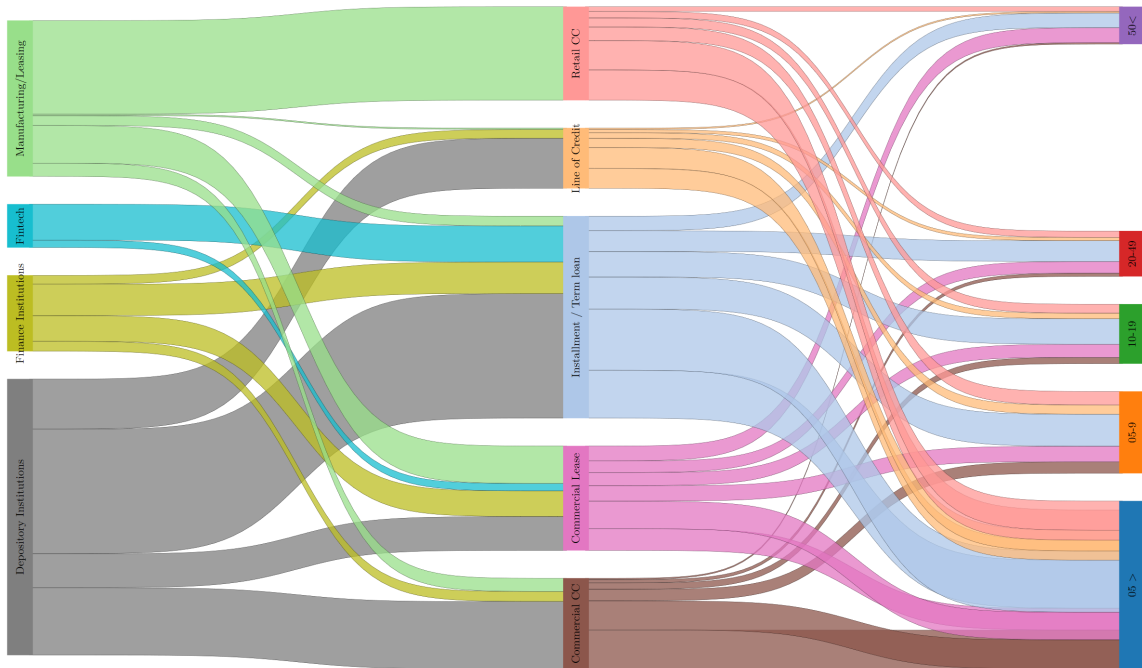 Manufacturing/Leasing
Fintech
Finance Institutions
Depository Institutions
Retail CC
Line of Credit
Installment / Term loan
Commercial Lease
Commercial CC
50<
20-49
10-19
05-9
05 >